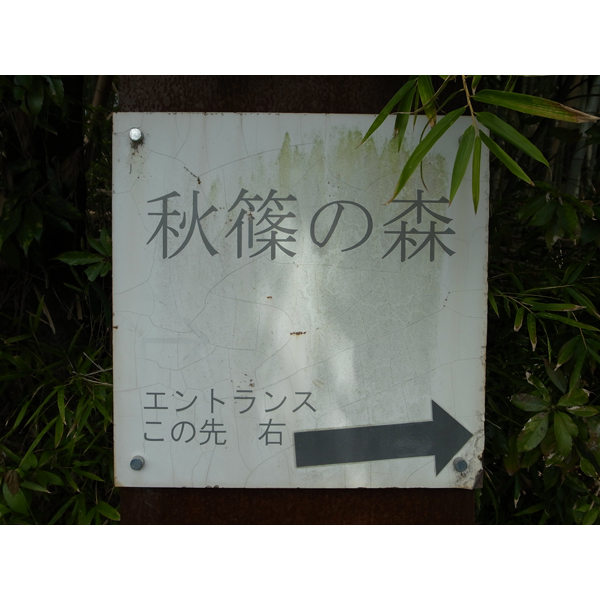 秋篠の森
エントランス
この先　右